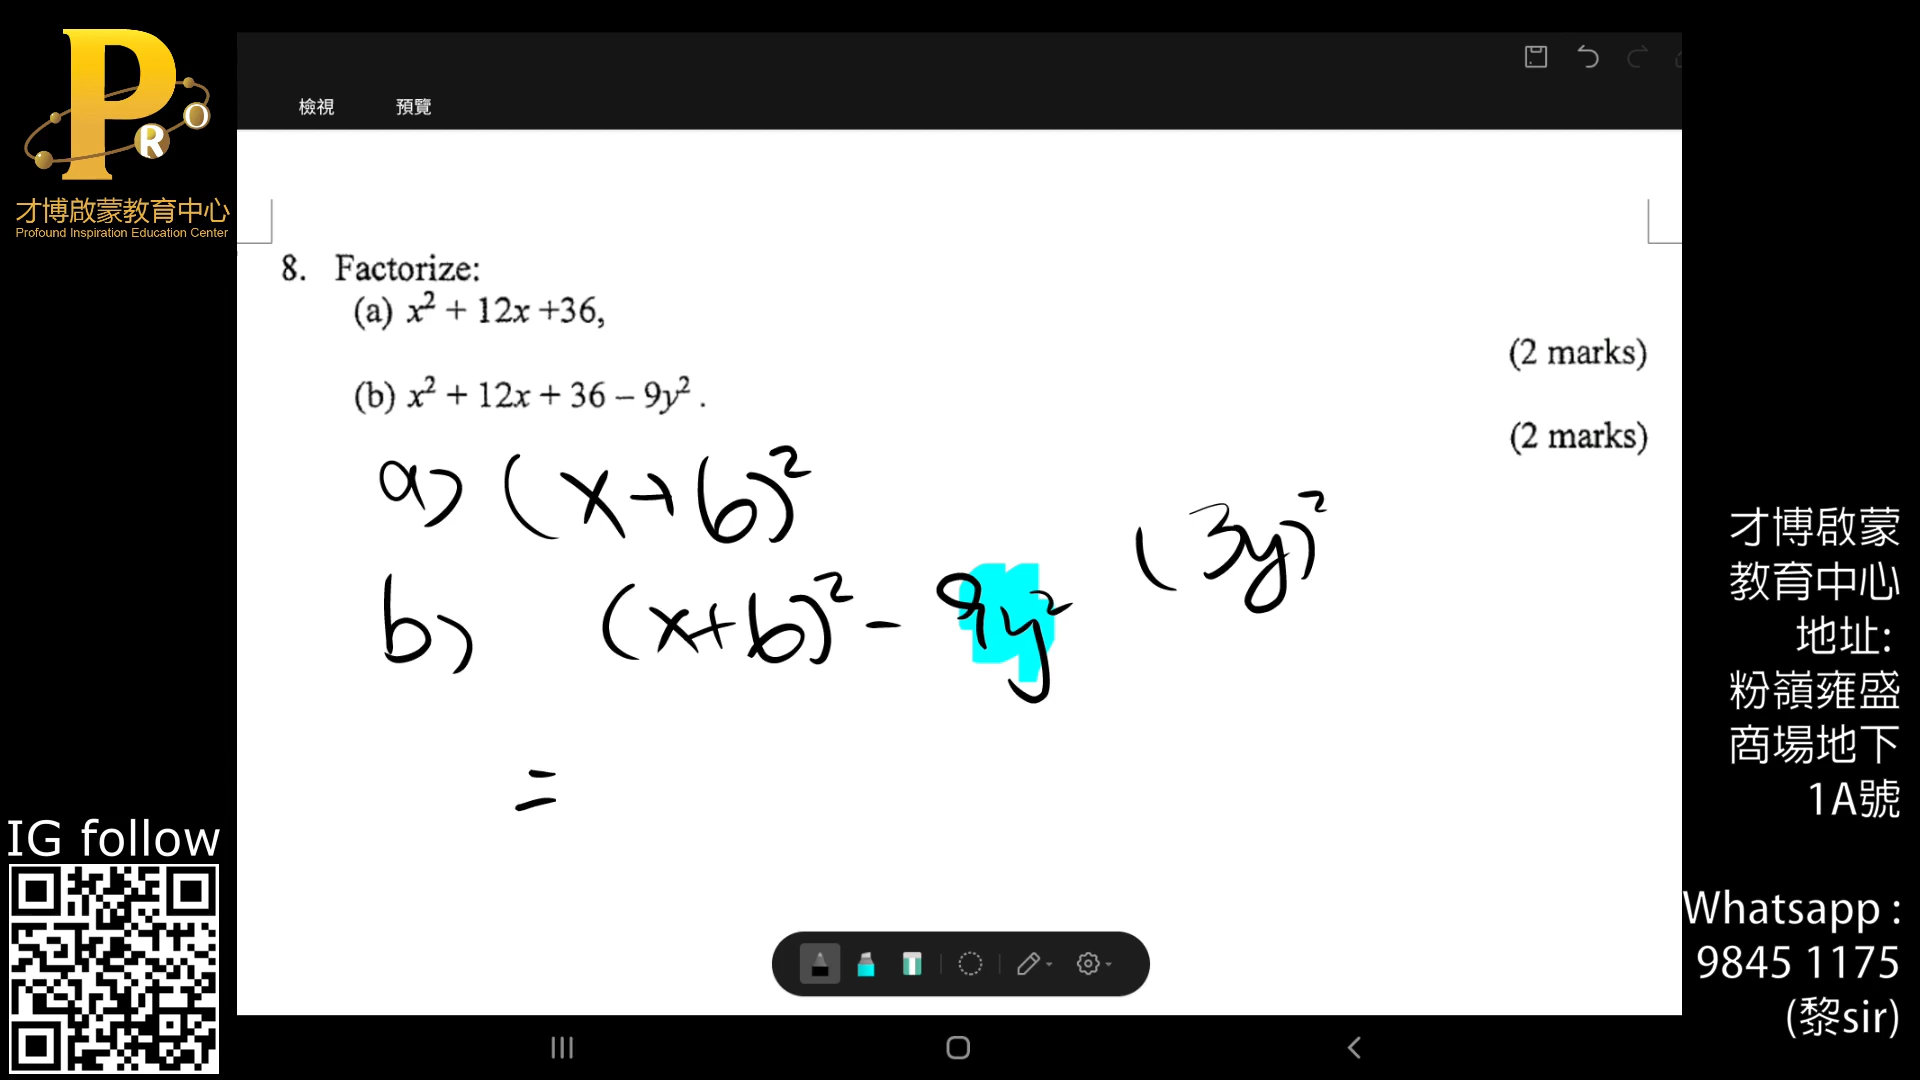 P
R
O
才博啟蒙教育中心
Profound Inspiration Education Center
檢視 預覽
8. Factorize:
(a) x² + 12x +36,
(2 marks)
(b) x² + 12x + 36 – 9y² .
(2 marks)
a) (x+6)²
(3y)²
b) (x+6)² - 9y²
=
才博啟蒙
教育中心
地址:
粉嶺雍盛
商場地下
1A號
Whatsapp :
9845 1175
(黎sir)
IG follow